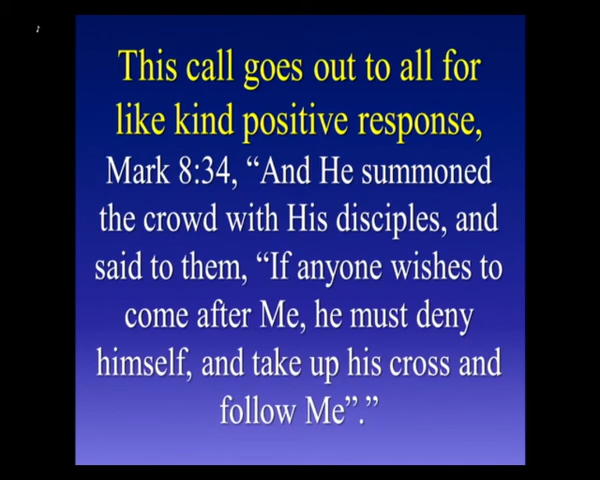 This call goes out to all for
like kind positive response,
Mark 8:34, “And He summoned
the crowd with His disciples, and
said to them, “If anyone wishes to
come after Me, he must deny
himself, and take up his cross and
follow Me”.”